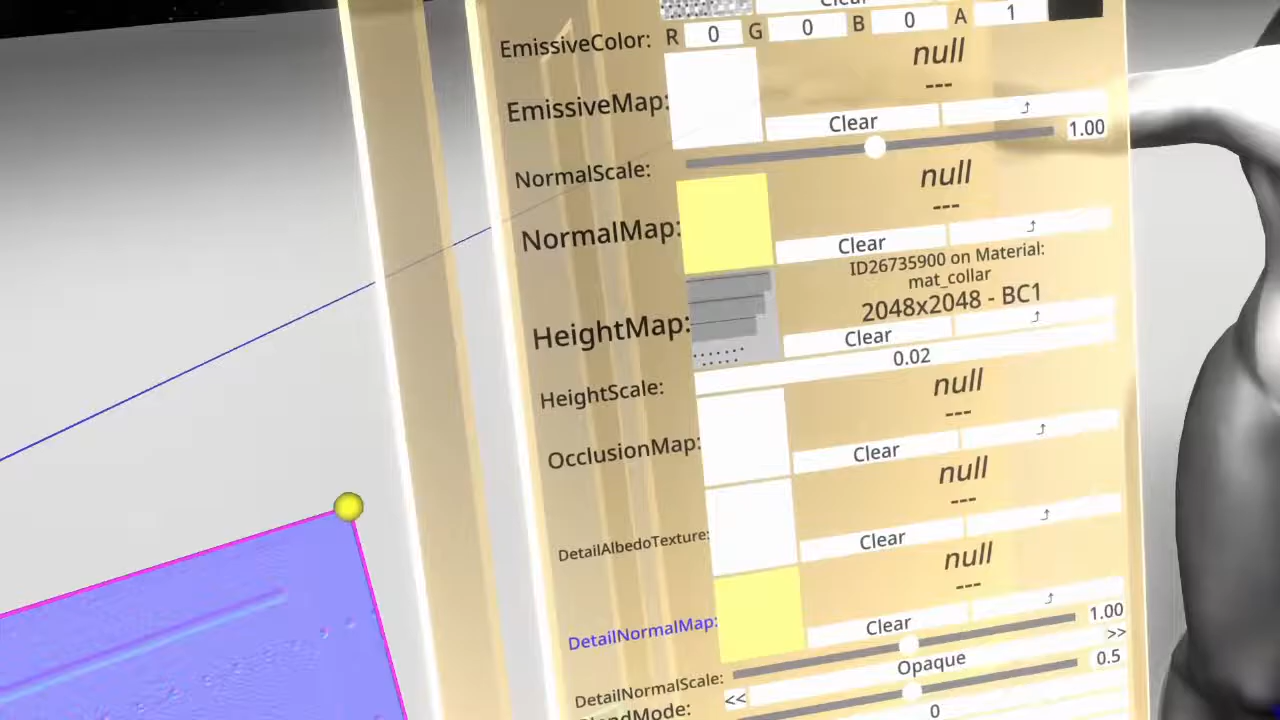 Clear
EmissiveColor: R 0 G 0 B 0 A 1
null
---
EmissiveMap:
Clear ⤴
1.00
NormalScale:
null
---
NormalMap:
Clear ⤴
ID26735900 on Material:
mat_collar
2048x2048 - BC1
HeightMap:
Clear ⤴
0.02
HeightScale:
null
---
OcclusionMap:
Clear ⤴
null
---
DetailAlbedoTexture:
Clear ⤴
null
---
DetailNormalMap:
Clear ⤴
1.00
DetailNormalScale:
<< Opaque >>
BlendMode:
0.5
0